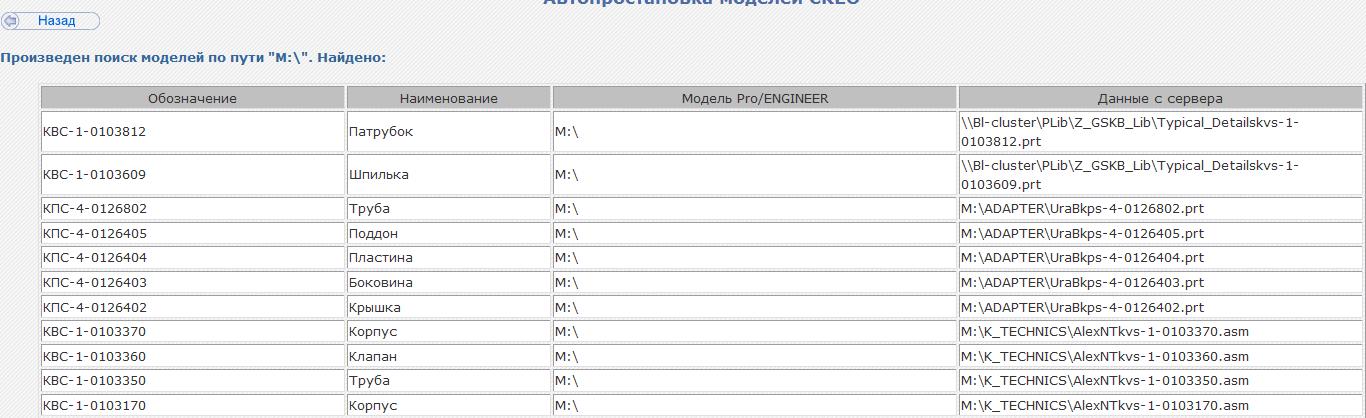 Автопростановка моделей CREO
Назад
Произведен поиск моделей по пути "M:\". Найдено:
Обозначение Наименование Модель Pro/ENGINEER Данные с сервера
КВС-1-0103812 Патрубок M:\ \\Bl-cluster\PLib\Z_GSKB_Lib\Typical_Detailskvs-1-
0103812.prt
КВС-1-0103609 Шпилька M:\ \\Bl-cluster\PLib\Z_GSKB_Lib\Typical_Detailskvs-1-
0103609.prt
КПС-4-0126802 Труба M:\ M:\ADAPTER\UraBkps-4-0126802.prt
КПС-4-0126405 Поддон M:\ M:\ADAPTER\UraBkps-4-0126405.prt
КПС-4-0126404 Пластина M:\ M:\ADAPTER\UraBkps-4-0126404.prt
КПС-4-0126403 Боковина M:\ M:\ADAPTER\UraBkps-4-0126403.prt
КПС-4-0126402 Крышка M:\ M:\ADAPTER\UraBkps-4-0126402.prt
КВС-1-0103370 Корпус M:\ M:\K_TECHNICS\AlexNTkvs-1-0103370.asm
КВС-1-0103360 Клапан M:\ M:\K_TECHNICS\AlexNTkvs-1-0103360.asm
КВС-1-0103350 Труба M:\ M:\K_TECHNICS\AlexNTkvs-1-0103350.asm
КВС-1-0103170 Корпус M:\ M:\K_TECHNICS\AlexNTkvs-1-0103170.asm